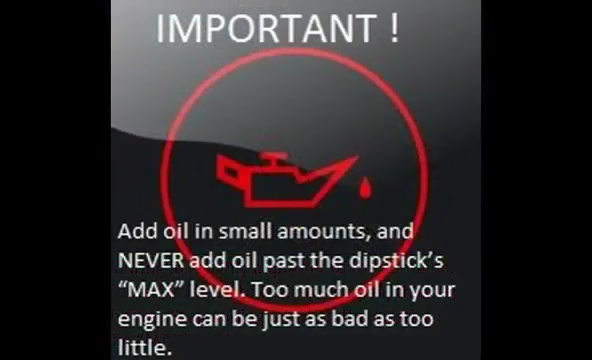 IMPORTANT !
Add oil in small amounts, and
NEVER add oil past the dipstick's
“MAX” level. Too much oil in your
engine can be just as bad as too
little.